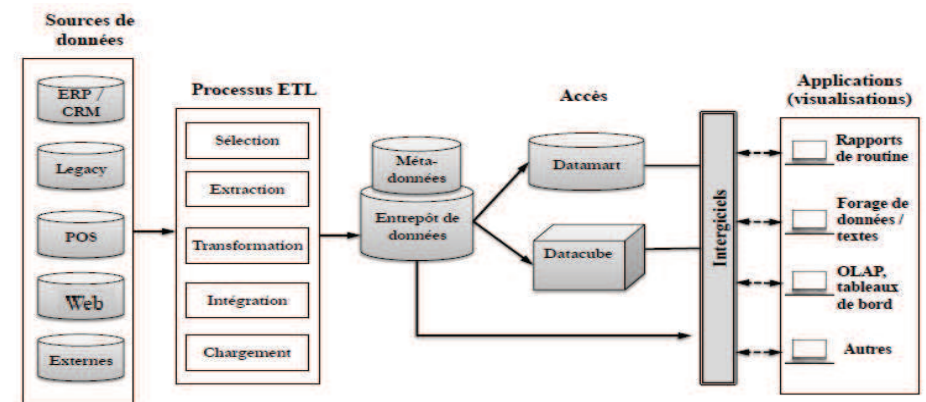 Sources de
données
ERP /
CRM
Legacy
POS
Web
Externes
Processus ETL
Sélection
Extraction
Transformation
Intégration
Chargement
Méta-
données
Entrepôt de
données
Accès
Datamart
Datacube
Intergiciels
Applications
(visualisations)
Rapports
de routine
Forage de
données /
textes
OLAP,
tableaux
de bord
Autres